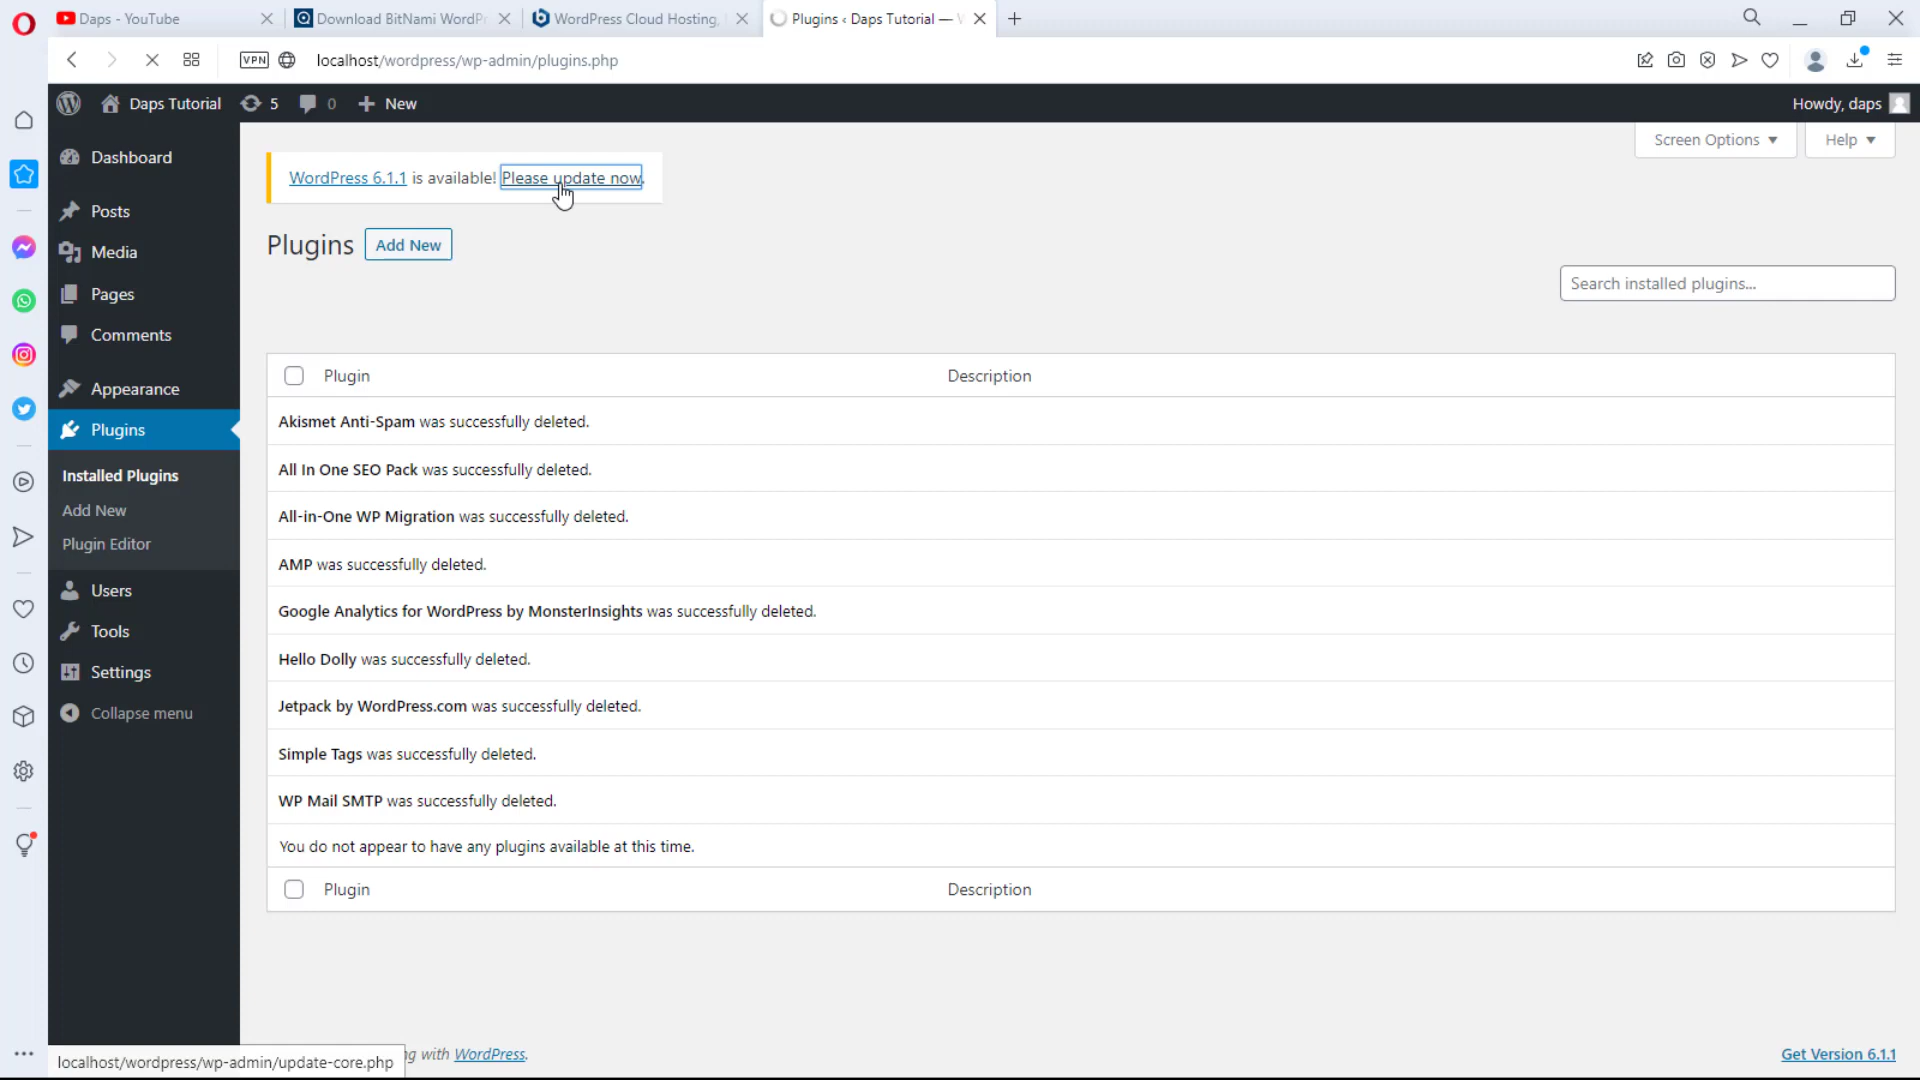 Daps - YouTube
Download BitNami WordPr
WordPress Cloud Hosting,
Plugins ‹ Daps Tutorial — W
VPN
localhost/wordpress/wp-admin/plugins.php
Daps Tutorial
5
0
New
Howdy, daps
Screen Options
Help
Dashboard
Posts
Media
Pages
Comments
Appearance
Plugins
Installed Plugins
Add New
Plugin Editor
Users
Tools
Settings
Collapse menu
WordPress 6.1.1 is available! Please update now.
Plugins
Add New
Search installed plugins...
Plugin
Description
Akismet Anti-Spam was successfully deleted.
All In One SEO Pack was successfully deleted.
All-in-One WP Migration was successfully deleted.
AMP was successfully deleted.
Google Analytics for WordPress by MonsterInsights was successfully deleted.
Hello Dolly was successfully deleted.
Jetpack by WordPress.com was successfully deleted.
Simple Tags was successfully deleted.
WP Mail SMTP was successfully deleted.
You do not appear to have any plugins available at this time.
Plugin
Description
localhost/wordpress/wp-admin/update-core.php
g with WordPress.
Get Version 6.1.1